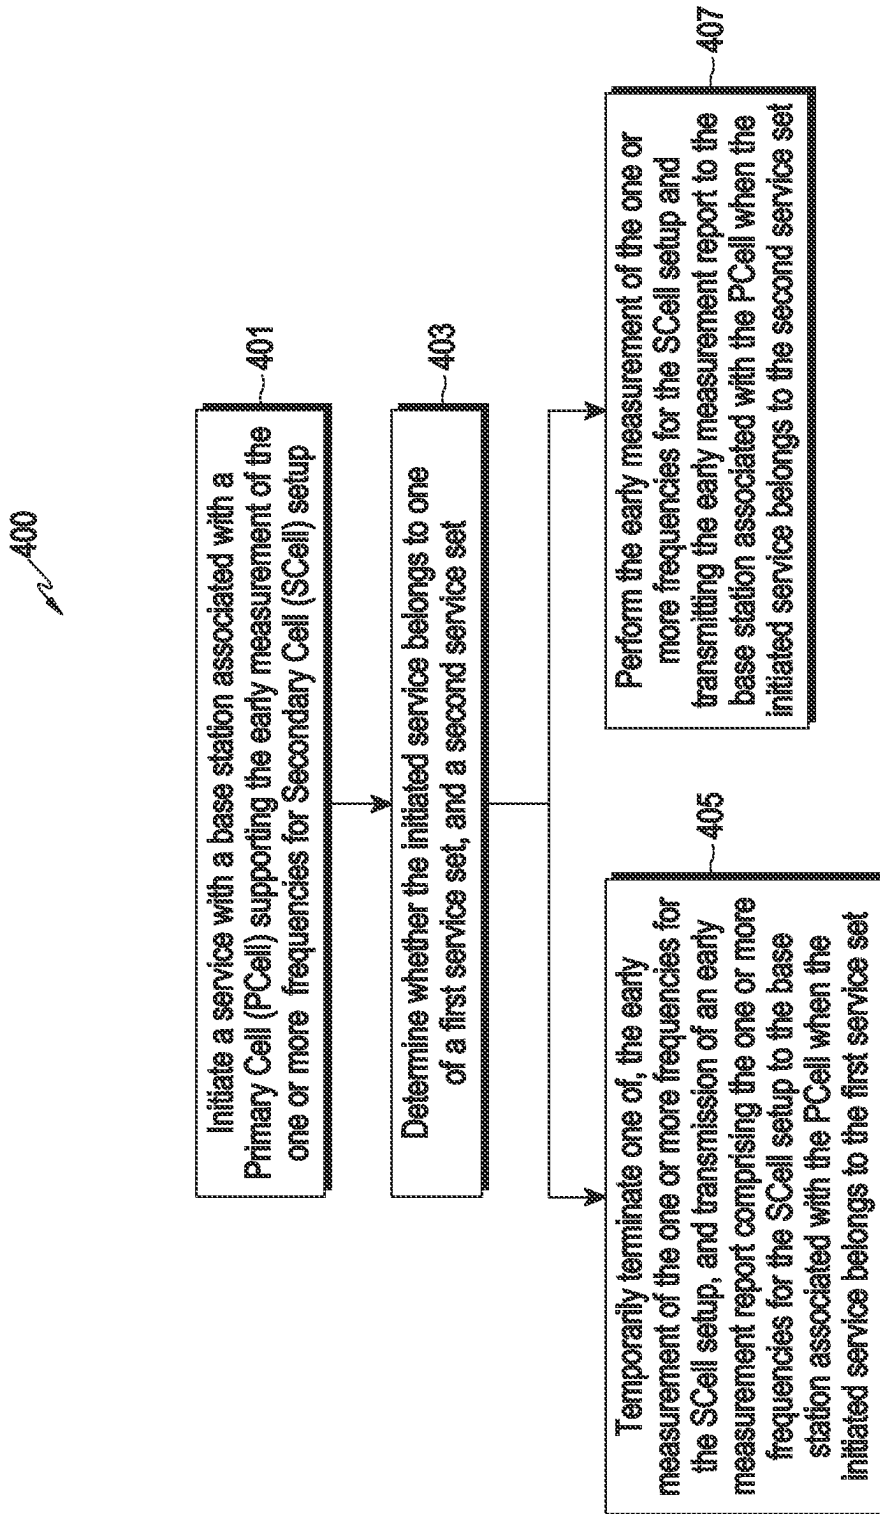 400
Initiate a service with a base station associated with a
Primary Cell (PCell) supporting the early measurement of the
one or more frequencies for Secondary Cell (SCell) setup
401
Determine whether the initiated service belongs to one
of a first service set, and a second service set
403
Temporarily terminate one of, the early
measurement of the one or more frequencies for
the SCell setup, and transmission of an early
measurement report comprising the one or more
frequencies for the SCell setup to the base
station associated with the PCell when the
initiated service belongs to the first service set
405
Perform the early measurement of the one or
more frequencies for the SCell setup and
transmitting the early measurement report to the
base station associated with the PCell when the
initiated service belongs to the second service set
407